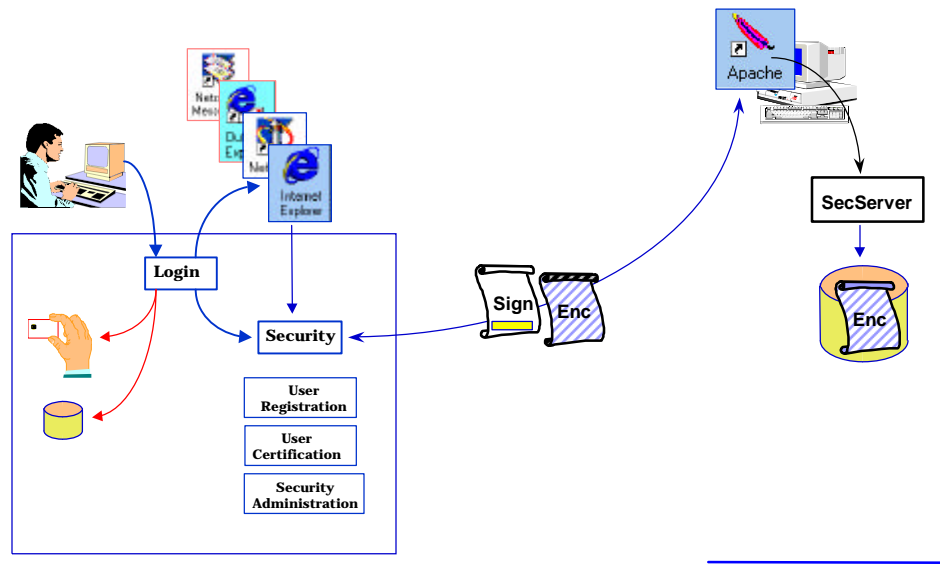 Apache
Internet
Explorer
SecServer
Login
Sign
Enc
Enc
Security
User
Registration
User
Certification
Security
Administration